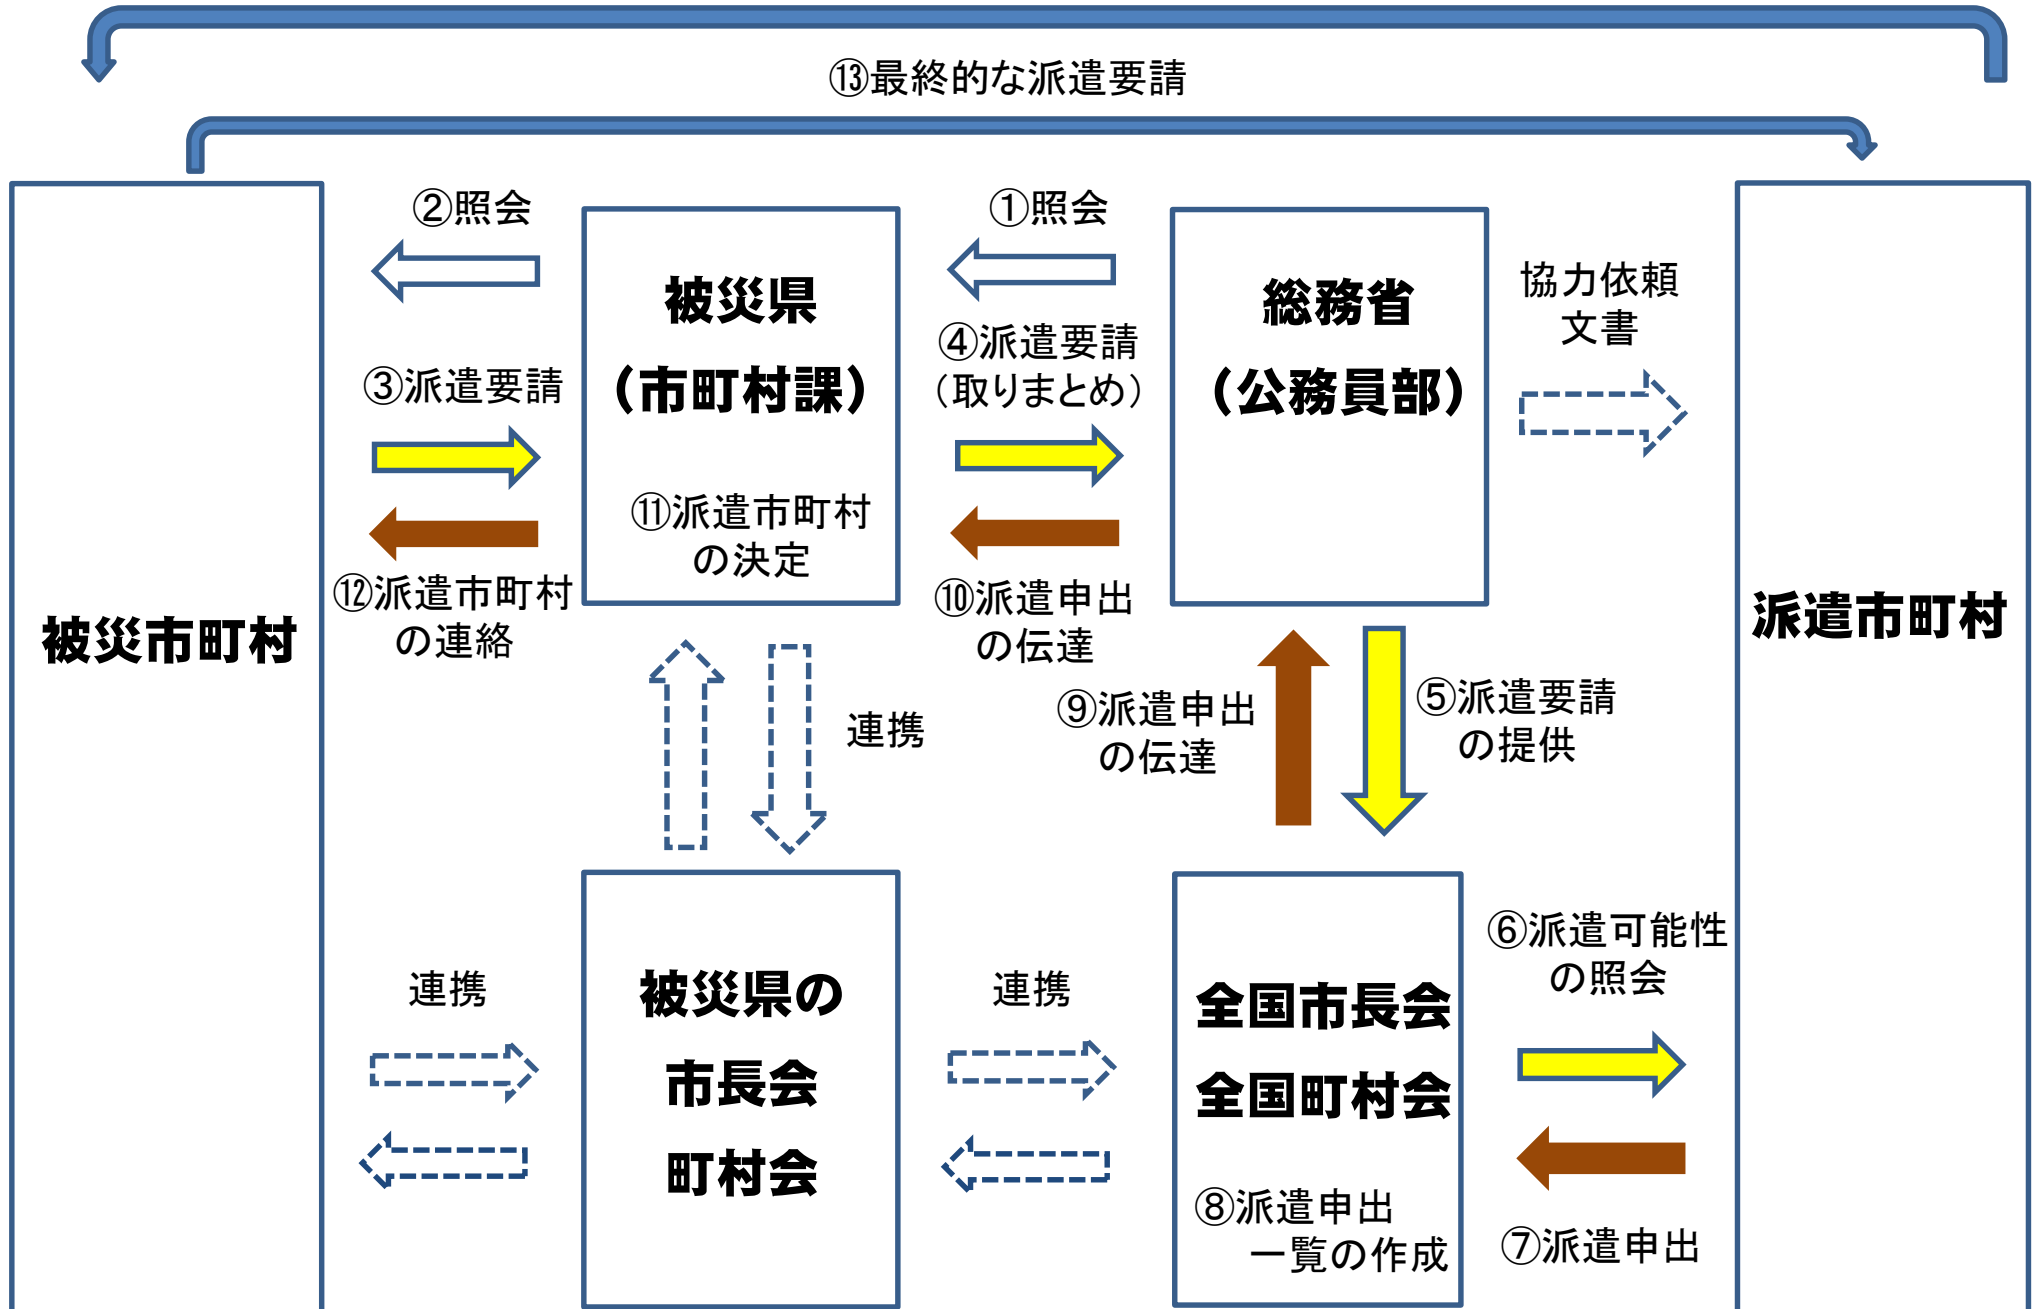 ⑬最終的な派遣要請
②照会
①照会
被災県
（市町村課）
総務省
（公務員部）
協力依頼
文書
④派遣要請
（取りまとめ）
③派遣要請
⑪派遣市町村
の決定
⑫派遣市町村
の連絡
⑩派遣申出
の伝達
被災市町村
派遣市町村
連携
⑨派遣申出
の伝達
⑤派遣要請
の提供
⑥派遣可能性
の照会
連携
被災県の
市長会
町村会
連携
全国市長会
全国町村会
⑧派遣申出
一覧の作成
⑦派遣申出